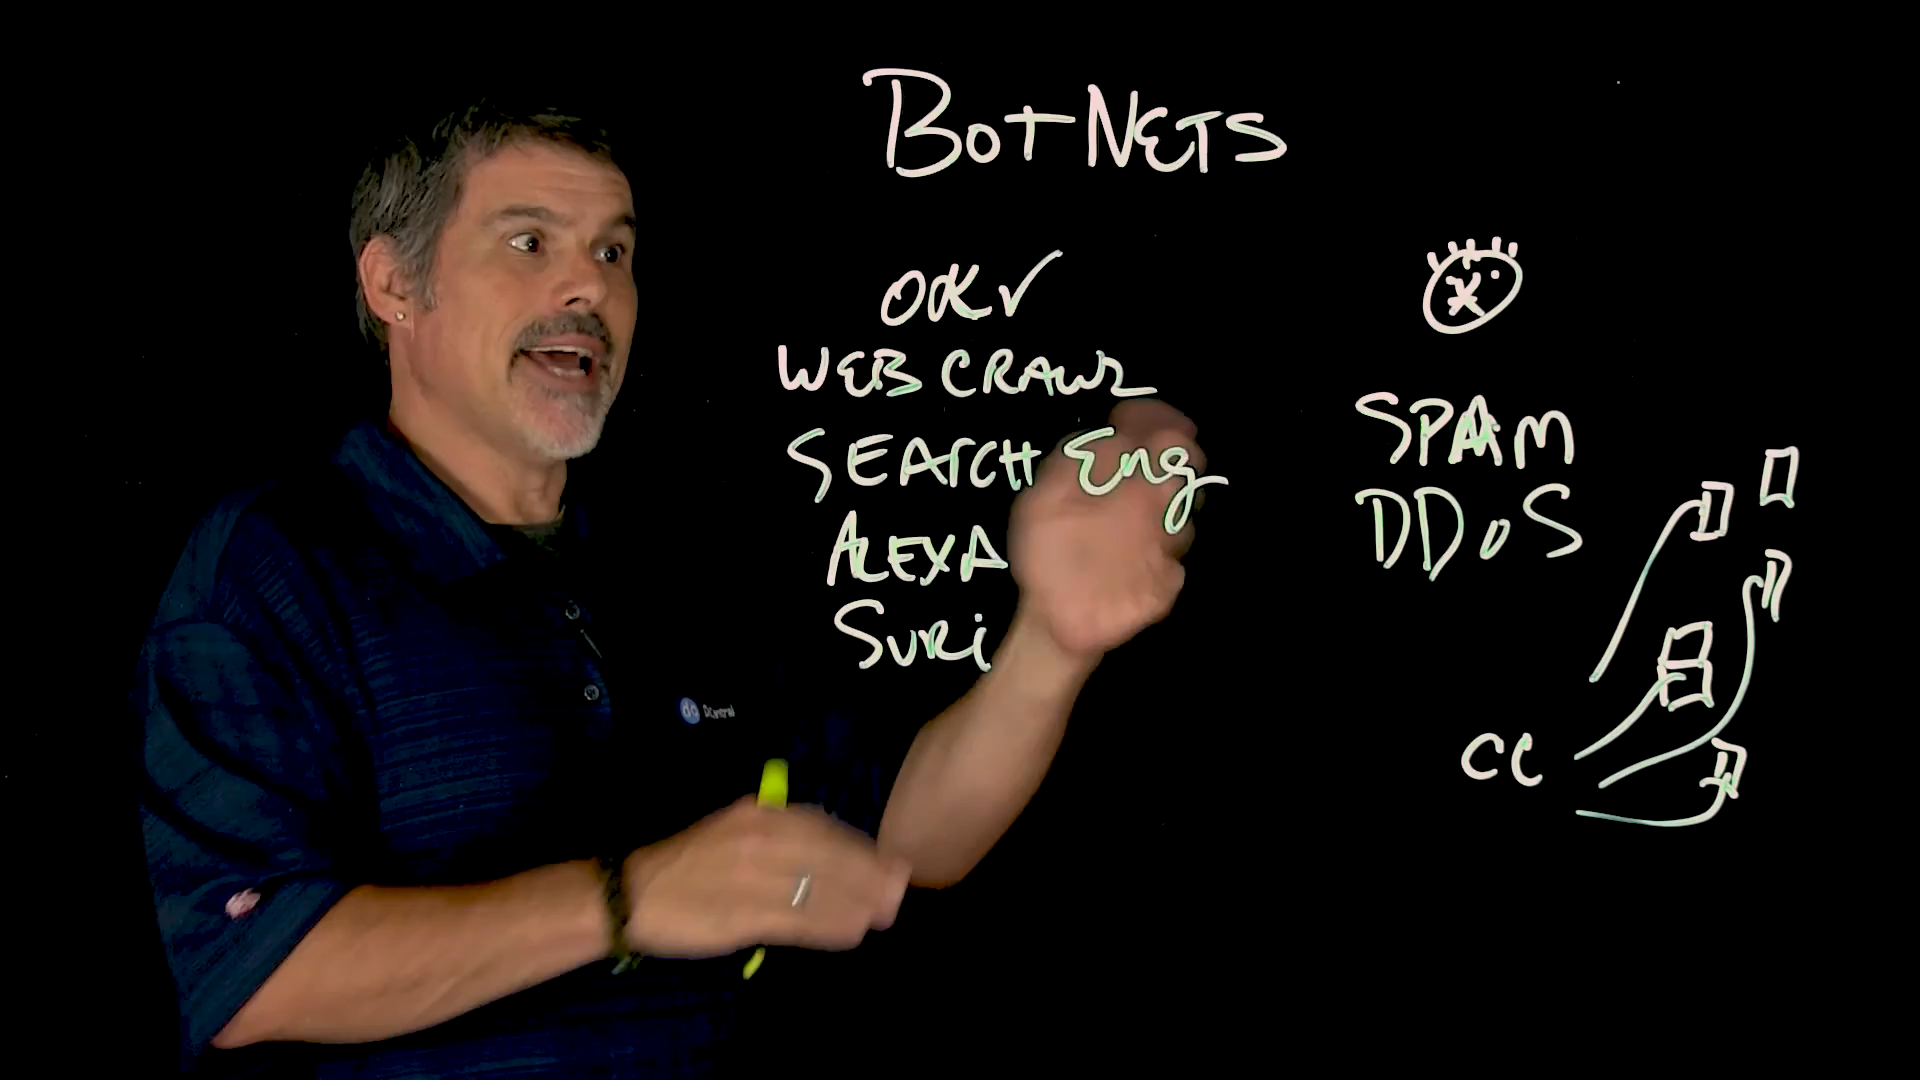 BotNETS
OK✓
WEB CRAWL
SEARCH Eng
ALEXA
SURi
SPAM
DDoS
CC